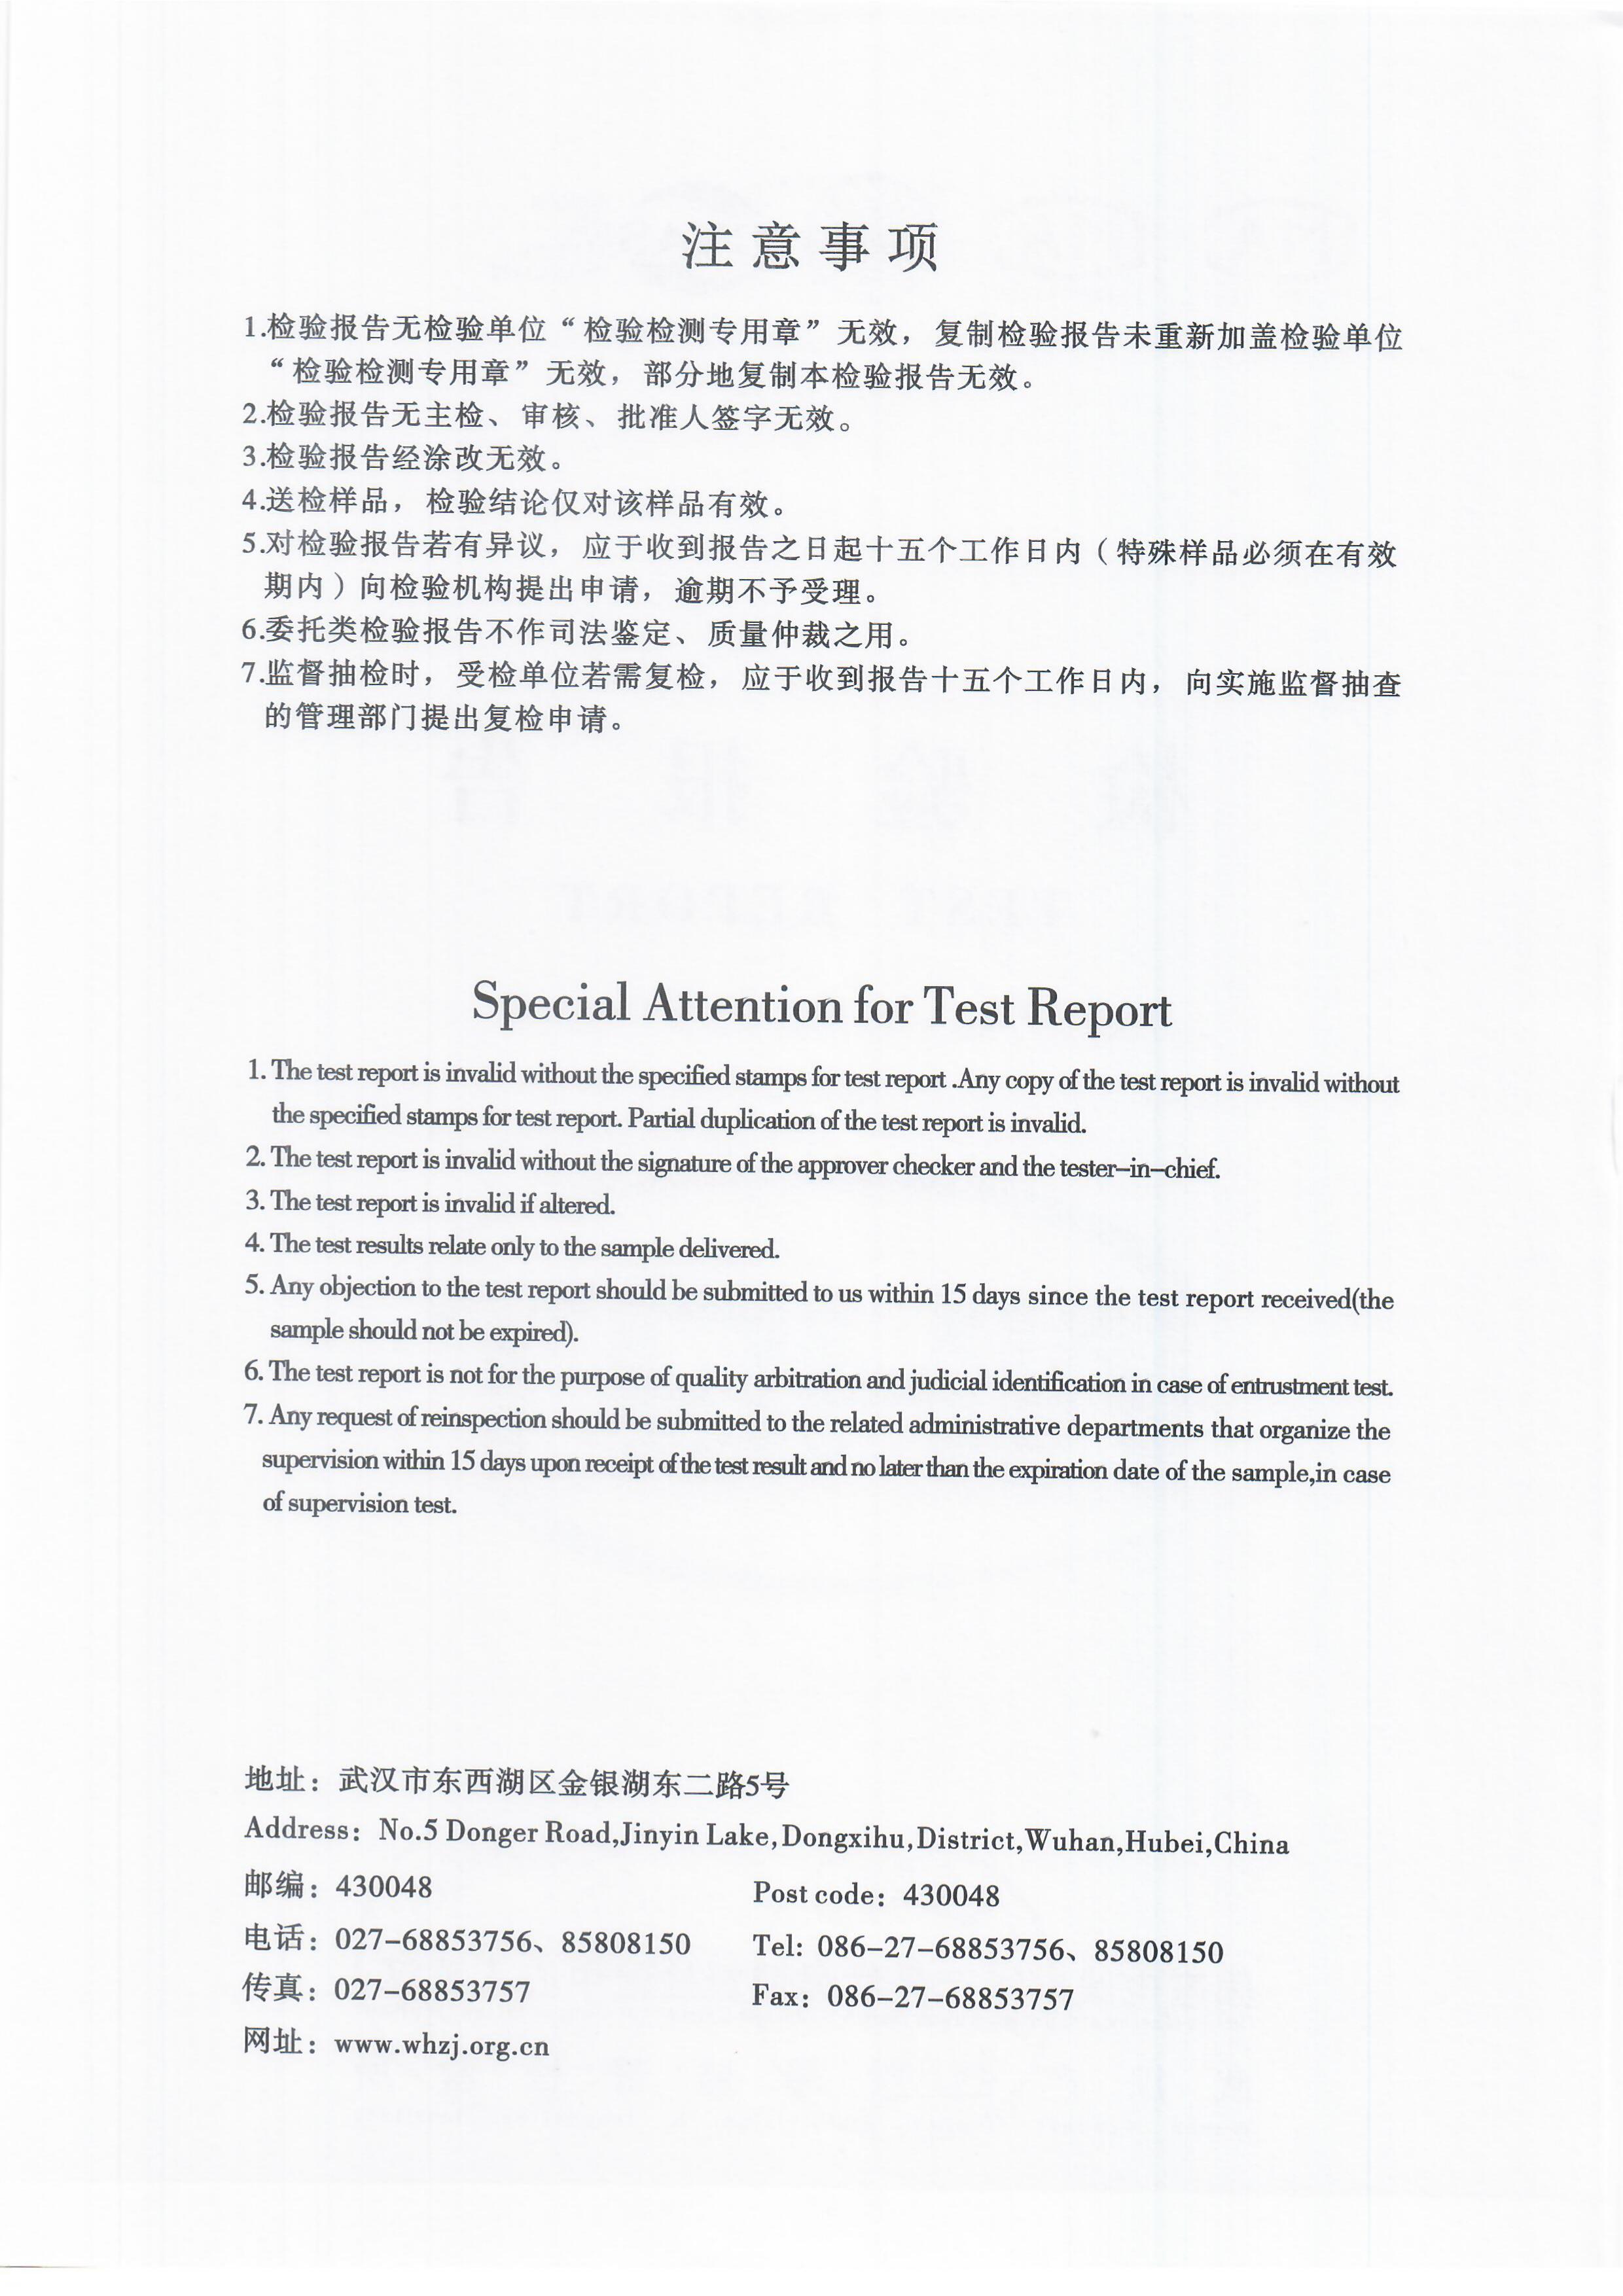 注意事项
1.检验报告无检验单位“检验检测专用章”无效，复制检验报告未重新加盖检验单位
“检验检测专用章”无效，部分地复制本检验报告无效。
2.检验报告无主检、审核、批准人签字无效。
3.检验报告经涂改无效。
4.送检样品，检验结论仅对该样品有效。
5.对检验报告若有异议，应于收到报告之日起十五个工作日内（特殊样品必须在有效
期内）向检验机构提出申请，逾期不予受理。
6.委托类检验报告不作司法鉴定、质量仲裁之用。
7.监督抽检时，受检单位若需复检，应于收到报告十五个工作日内，向实施监督抽查
的管理部门提出复检申请。
Special Attention for Test Report
1. The test report is invalid without the specified stamps for test report .Any copy of the test report is invalid without
the specified stamps for test report. Partial duplication of the test report is invalid.
2. The test report is invalid without the signature of the approver checker and the tester–in–chief.
3. The test report is invalid if altered.
4. The test results relate only to the sample delivered.
5. Any objection to the test report should be submitted to us within 15 days since the test report received(the
sample should not be expired).
6. The test report is not for the purpose of quality arbitration and judicial identification in case of entrustment test.
7. Any request of reinspection should be submitted to the related administrative departments that organize the
supervision within 15 days upon receipt of the test result and no later than the expiration date of the sample,in case
of supervision test.
地址：武汉市东西湖区金银湖东二路5号
Address：No.5 Donger Road,Jinyin Lake,Dongxihu,District,Wuhan,Hubei,China
邮编：430048 Post code：430048
电话：027–68853756、85808150 Tel: 086–27–68853756、85808150
传真：027–68853757 Fax：086–27–68853757
网址：www.whzj.org.cn